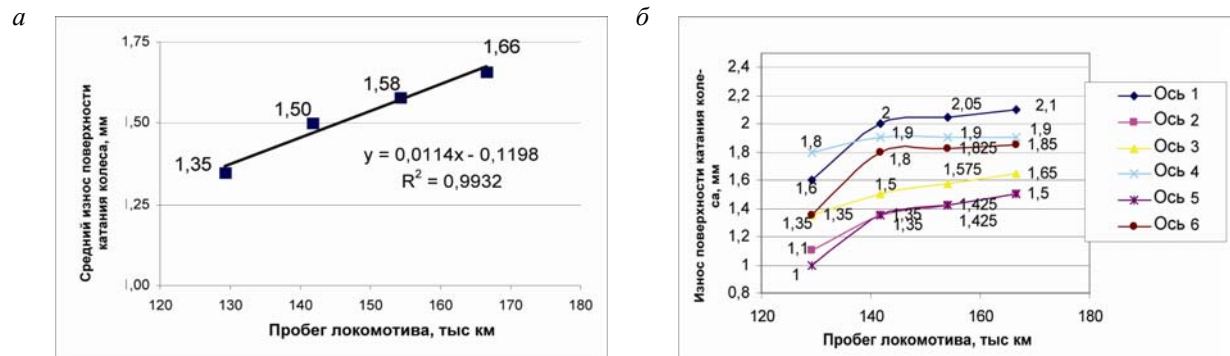 а
1,75
1,50
1,25
1,00
1,35
1,50
1,58
1,66
y = 0,0114x - 0,1198
R² = 0,9932
120 130 140 150 160 170 180
Средний износ поверхности
катания колеса, мм
Пробег локомотива, тыс км
б
2,4
2,2
2
1,8
1,6
1,4
1,2
1
0,8
2
2,05
2,1
1,8
1,9
1,9
1,9
1,6
1,8
1,825
1,85
1,575
1,65
1,5
1,35
1,35
1,35
1,35
1,425
1,425
1,5
1,1
1
120 140 160 180
Износ поверхности катания коле-
са, мм
Пробег локомотива, тыс км
Ось 1
Ось 2
Ось 3
Ось 4
Ось 5
Ось 6